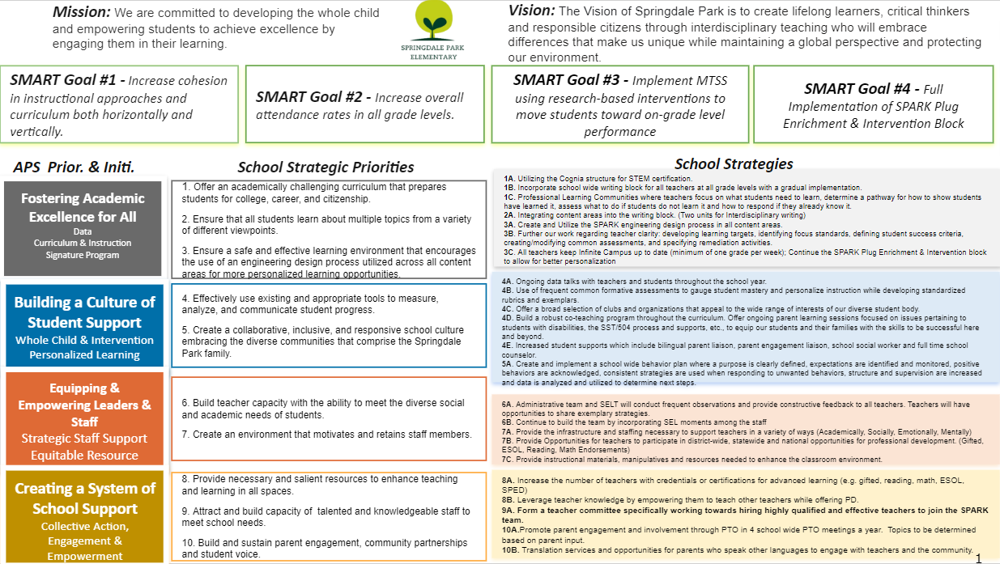 Mission: We are committed to developing the whole child
and empowering students to achieve excellence by
engaging them in their learning.
SPRINGDALE PARK
ELEMENTARY
Vision: The Vision of Springdale Park is to create lifelong learners, critical thinkers
and responsible citizens through interdisciplinary teaching who will embrace
differences that make us unique while maintaining a global perspective and protecting
our environment.
SMART Goal #1 - Increase cohesion
in instructional approaches and
curriculum both horizontally and
vertically.
SMART Goal #2 - Increase overall
attendance rates in all grade levels.
SMART Goal #3 - Implement MTSS
using research-based interventions to
move students toward on-grade level
performance
SMART Goal #4 - Full
Implementation of SPARK Plug
Enrichment & Intervention Block
APS Prior. & Initi.
School Strategic Priorities
School Strategies
Fostering Academic
Excellence for All
Data
Curriculum & Instruction
Signature Program
1. Offer an academically challenging curriculum that prepares
students for college, career, and citizenship.
2. Ensure that all students learn about multiple topics from a variety
of different viewpoints.
3. Ensure a safe and effective learning environment that encourages
the use of an engineering design process utilized across all content
areas for more personalized learning opportunities.
1A. Utilizing the Cognia structure for STEM certification.
1B. Incorporate school wide writing block for all teachers at all grade levels with a gradual implementation.
1C. Professional Learning Communities where teachers focus on what students need to learn, determine a pathway for how to show students
have learned it, assess what to do if students do not learn it and how to respond if they already know it.
2A. Integrating content areas into the writing block. (Two units for Interdisciplinary writing)
3A. Create and Utilize the SPARK engineering design process in all content areas.
3B. Further our work regarding teacher clarity: developing learning targets, identifying focus standards, defining student success criteria,
creating/modifying common assessments, and specifying remediation activities.
3C. All teachers keep Infinite Campus up to date (minimum of one grade per week); Continue the SPARK Plug Enrichment & Intervention block
to allow for better personalization
Building a Culture of
Student Support
Whole Child & Intervention
Personalized Learning
4. Effectively use existing and appropriate tools to measure,
analyze, and communicate student progress.
5. Create a collaborative, inclusive, and responsive school culture
embracing the diverse communities that comprise the Springdale
Park family.
4A. Ongoing data talks with teachers and students throughout the school year.
4B. Use of frequent common formative assessments to gauge student mastery and personalize instruction while developing standardized
rubrics and exemplars.
4C. Offer a broad selection of clubs and organizations that appeal to the wide range of interests of our diverse student body.
4D. Build a robust co-teaching program throughout the curriculum. Offer ongoing parent learning sessions focused on issues pertaining to
students with disabilities, the SST/504 process and supports, etc., to equip our students and their families with the skills to be successful here
and beyond.
4E. Increased student supports which include bilingual parent liaison, parent engagement liaison, school social worker and full time school
counselor.
5A. Create and implement a school wide behavior plan where a purpose is clearly defined, expectations are identified and monitored, positive
behaviors are acknowledged, consistent strategies are used when responding to unwanted behaviors, structure and supervision are increased
and data is analyzed and utilized to determine next steps.
Equipping &
Empowering Leaders &
Staff
Strategic Staff Support
Equitable Resource
6. Build teacher capacity with the ability to meet the diverse social
and academic needs of students.
7. Create an environment that motivates and retains staff members.
6A. Administrative team and SELT will conduct frequent observations and provide constructive feedback to all teachers. Teachers will have
opportunities to share exemplary strategies.
6B. Continue to build the team by incorporating SEL moments among the staff
7A. Provide the infrastructure and staffing necessary to support teachers in a variety of ways (Academically, Socially, Emotionally, Mentally)
7B. Provide Opportunities for teachers to participate in district-wide, statewide and national opportunities for professional development. (Gifted,
ESOL, Reading, Math Endorsements)
7C. Provide instructional materials, manipulatives and resources needed to enhance the classroom environment.
Creating a System of
School Support
Collective Action,
Engagement &
Empowerment
8. Provide necessary and salient resources to enhance teaching
and learning in all spaces.
9. Attract and build capacity of talented and knowledgeable staff to
meet school needs.
10. Build and sustain parent engagement, community partnerships
and student voice.
8A. Increase the number of teachers with credentials or certifications for advanced learning (e.g. gifted, reading, math, ESOL,
SPED)
8B. Leverage teacher knowledge by empowering them to teach other teachers while offering PD.
9A. Form a teacher committee specifically working towards hiring highly qualified and effective teachers to join the SPARK
team.
10A.Promote parent engagement and involvement through PTO in 4 school wide PTO meetings a year. Topics to be determined
based on parent input.
10B. Translation services and opportunities for parents who speak other languages to engage with teachers and the community.
1